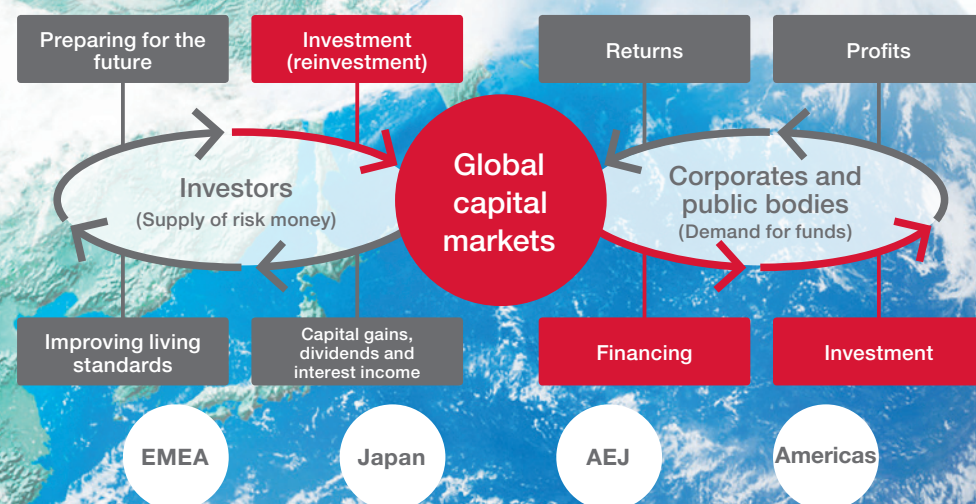 Preparing for the
future
Investment
(reinvestment)
Returns
Profits
Investors
(Supply of risk money)
Global
capital
markets
Corporates and
public bodies
(Demand for funds)
Improving living
standards
Capital gains,
dividends and
interest income
Financing
Investment
EMEA
Japan
AEJ
Americas